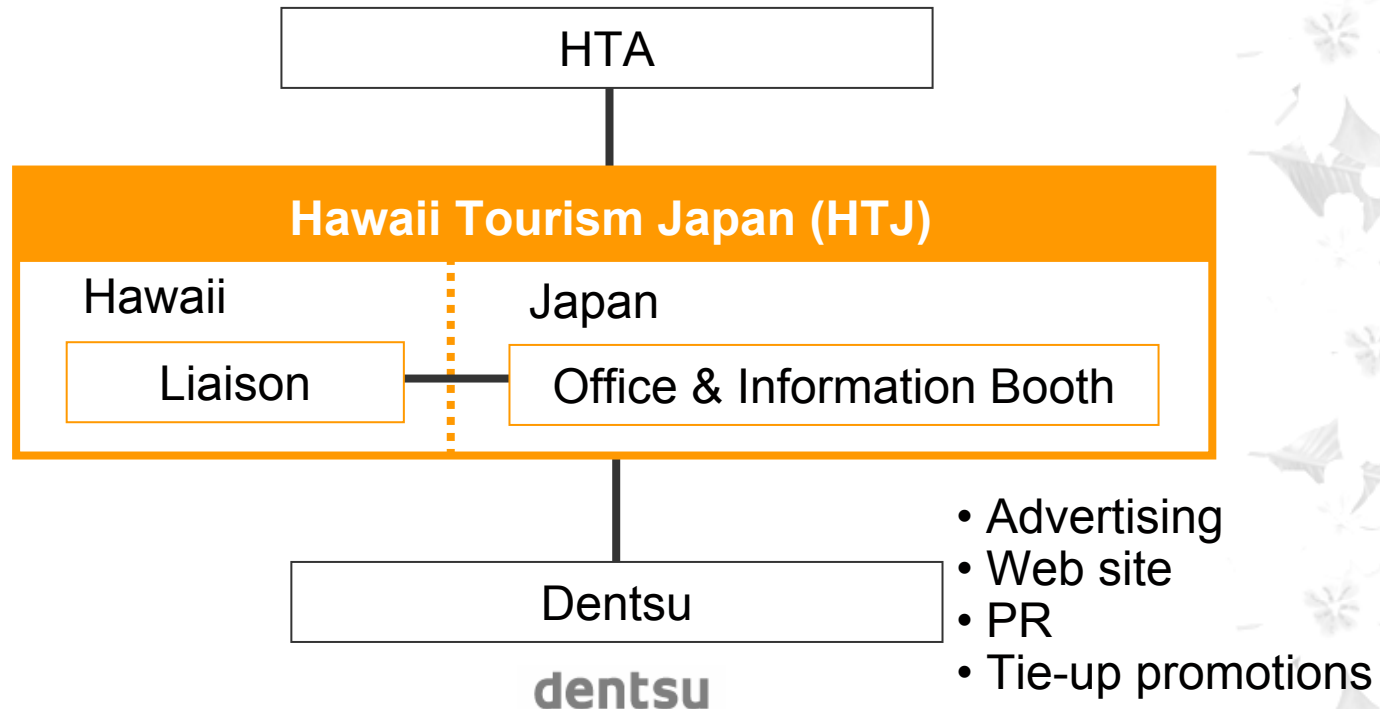 HTA
Hawaii Tourism Japan (HTJ)
Hawaii
Japan
Liaison
Office & Information Booth
Dentsu
dentsu
• Advertising
• Web site
• PR
• Tie-up promotions